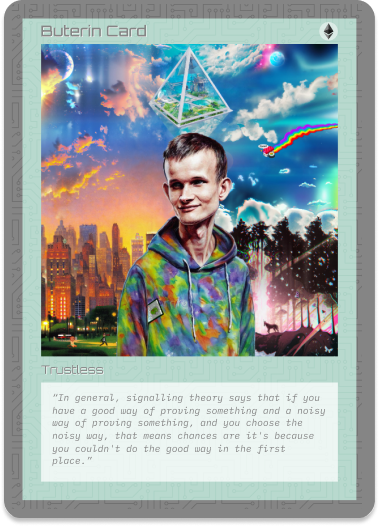 Buterin Card
Trustless
"In general, signalling theory says that if you
have a good way of proving something and a noisy
way of proving something, and you choose the
noisy way, that means chances are it's because
you couldn't do the good way in the first
place."